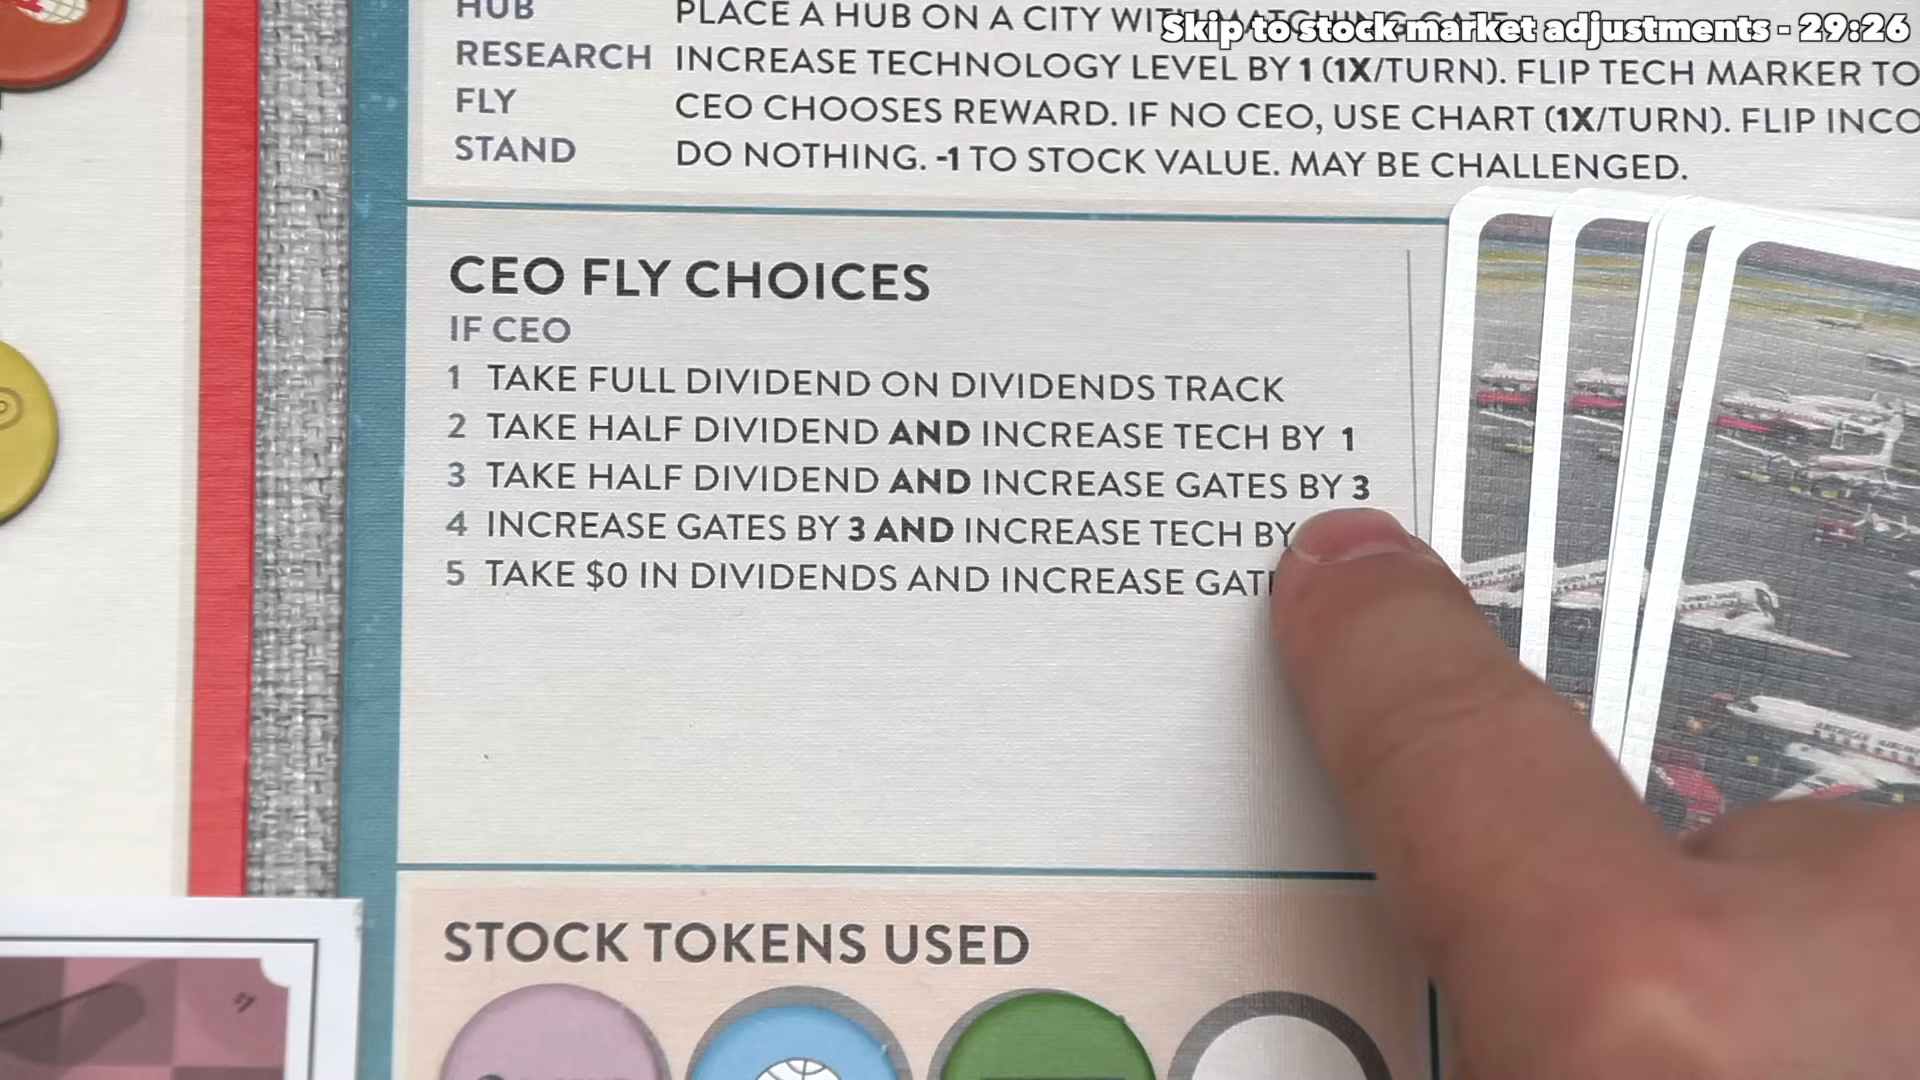 HUB PLACE A HUB ON A CITY WITH MATCHING GATE
Skip to stock market adjustments - 29:26
RESEARCH INCREASE TECHNOLOGY LEVEL BY 1 (1X/TURN). FLIP TECH MARKER TO
FLY CEO CHOOSES REWARD. IF NO CEO, USE CHART (1X/TURN). FLIP INCO
STAND DO NOTHING. -1 TO STOCK VALUE. MAY BE CHALLENGED.
CEO FLY CHOICES
IF CEO
1 TAKE FULL DIVIDEND ON DIVIDENDS TRACK
2 TAKE HALF DIVIDEND AND INCREASE TECH BY 1
3 TAKE HALF DIVIDEND AND INCREASE GATES BY 3
4 INCREASE GATES BY 3 AND INCREASE TECH BY
5 TAKE $0 IN DIVIDENDS AND INCREASE GAT
STOCK TOKENS USED